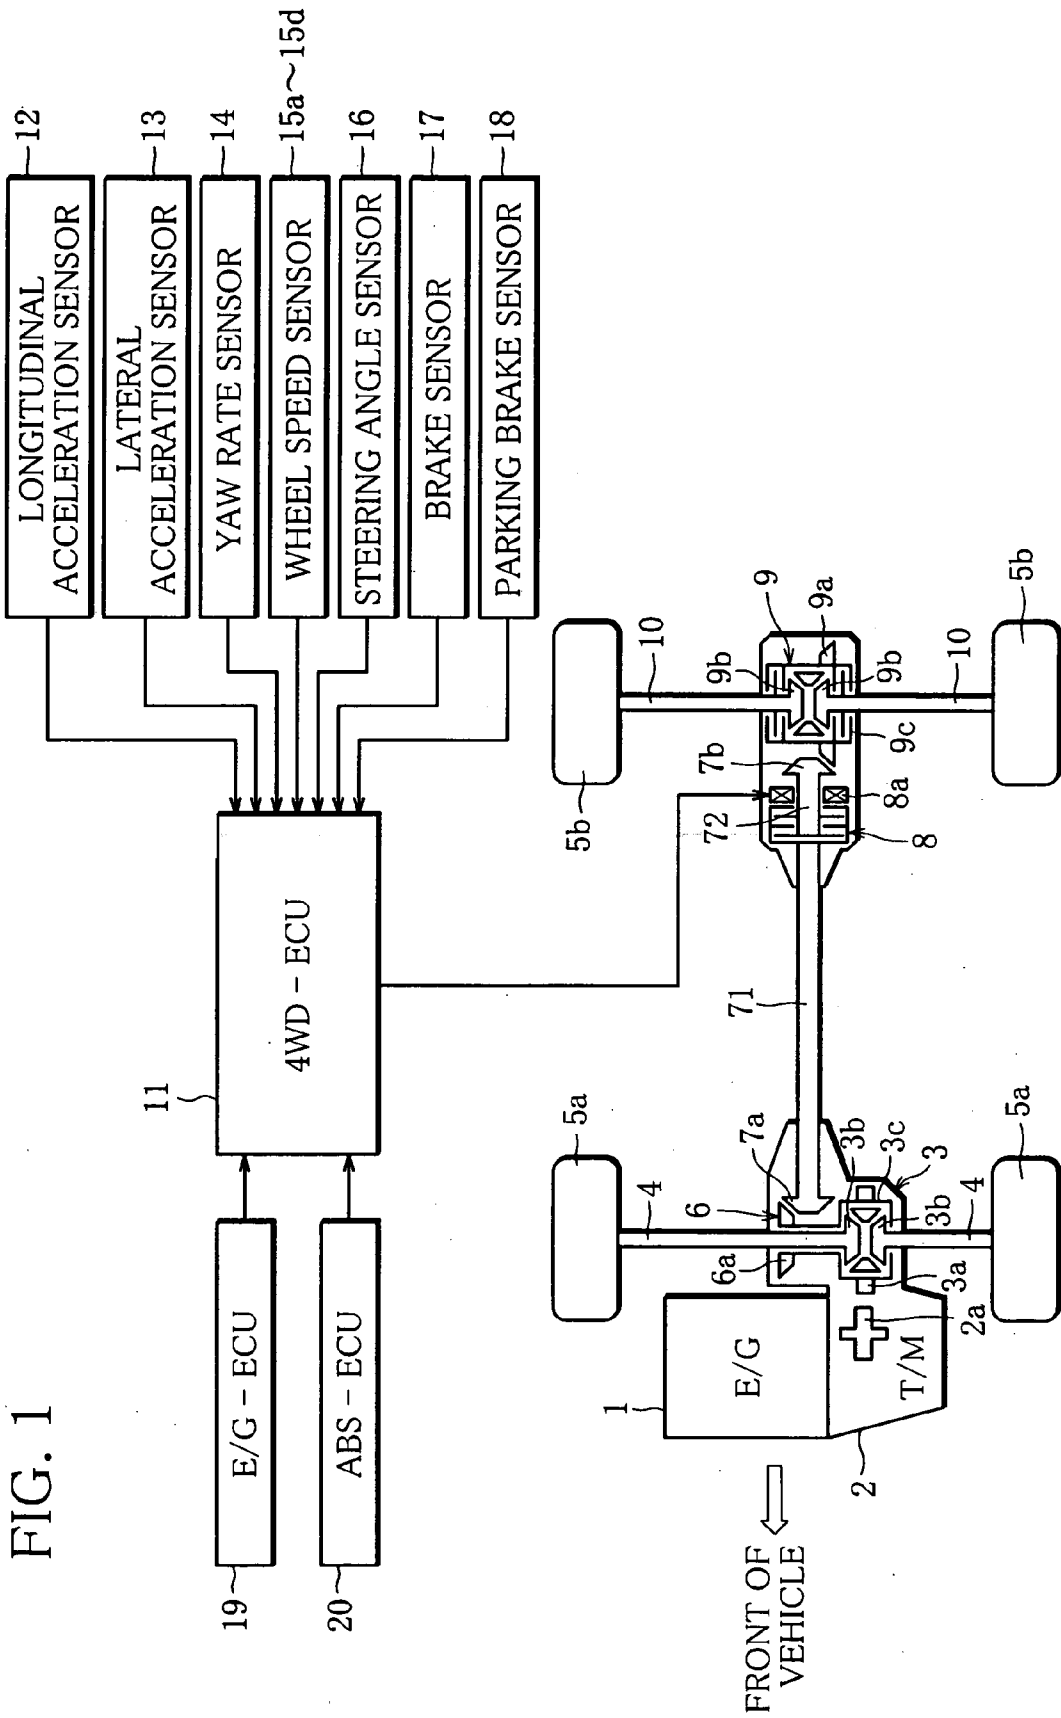 FIG. 1
LONGITUDINAL
ACCELERATION SENSOR
12
LATERAL
ACCELERATION SENSOR
13
YAW RATE SENSOR
14
WHEEL SPEED SENSOR
15a~15d
STEERING ANGLE SENSOR
16
BRAKE SENSOR
17
PARKING BRAKE SENSOR
18
19
E/G-ECU
20
ABS-ECU
11
4WD-ECU
5a
5b
4
10
1
E/G
6
6a
7a
3b
3c
3
71
72
7b
9b
9
9a
9b
8
8a
9c
2
T/M
2a
3a
3b
4
10
5a
5b
FRONT OF
VEHICLE